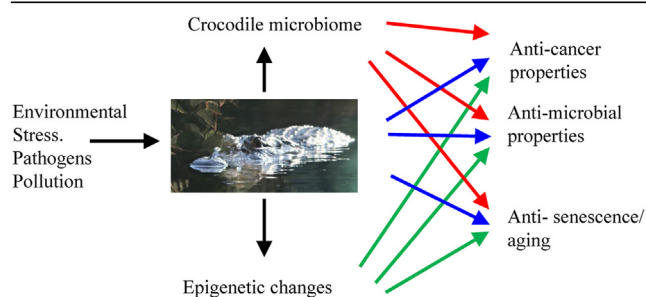 Crocodile microbiome
Anti-cancer
properties
Environmental
Stress.
Pathogens
Pollution
Anti-microbial
properties
Anti- senescence/
aging
Epigenetic changes